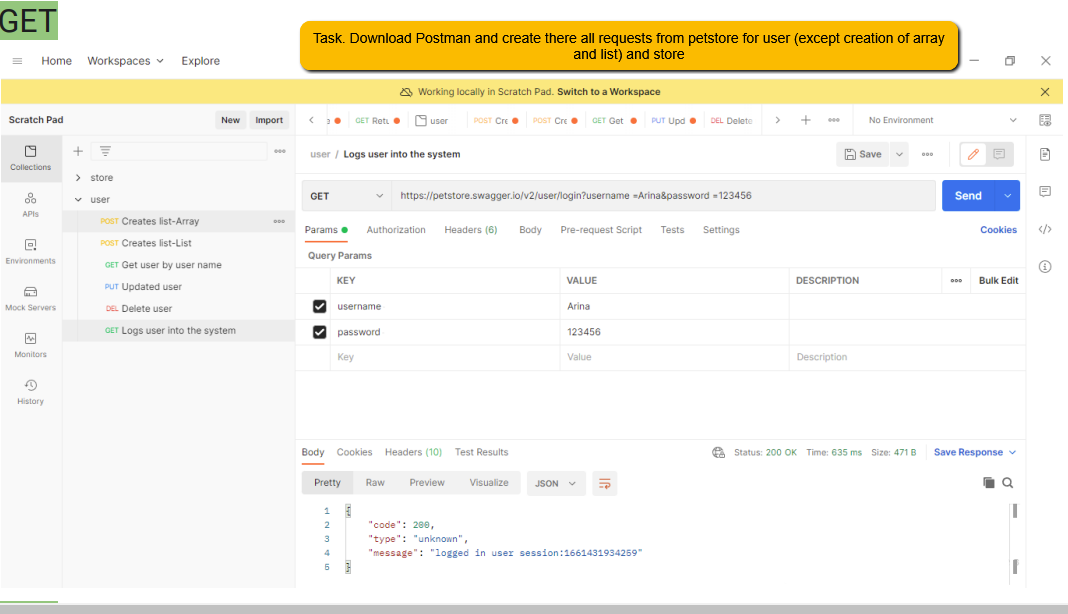 GET
Task. Download Postman and create there all requests from petstore for user (except creation of array
and list) and store
Home Workspaces Explore
Working locally in Scratch Pad. Switch to a Workspace
Scratch Pad New Import
GET Retu user POST Cre POST Cre GET Get PUT Upd DEL Delete No Environment
Collections
APIs
Environments
Mock Servers
Monitors
History
store
user
POST Creates list-Array
POST Creates list-List
GET Get user by user name
PUT Updated user
DEL Delete user
GET Logs user into the system
user / Logs user into the system Save
GET https://petstore.swagger.io/v2/user/login?username =Arina&password =123456 Send
Params Authorization Headers (6) Body Pre-request Script Tests Settings Cookies
Query Params
KEY VALUE DESCRIPTION Bulk Edit
username Arina
password 123456
Key Value Description
Body Cookies Headers (10) Test Results Status: 200 OK Time: 635 ms Size: 471 B Save Response
Pretty Raw Preview Visualize JSON
1 {
2 "code": 200,
3 "type": "unknown",
4 "message": "logged in user session:1661431934259"
5 }